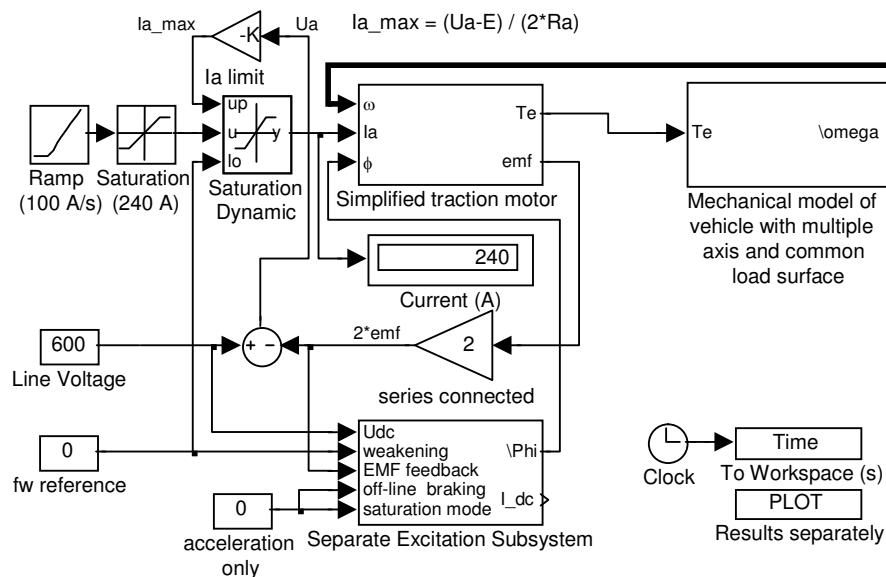 Ia_max
Ua
Ia_max = (Ua-E) / (2*Ra)
-K
Ia limit
up
u
y
lo
Ramp
(100 A/s)
Saturation
(240 A)
Saturation
Dynamic
ω
Ia
ϕ
Te
emf
Simplified traction motor
Te
\omega
Mechanical model of
vehicle with multiple
axis and common
load surface
240
Current (A)
600
Line Voltage
+ −
2*emf
2
series connected
0
fw reference
Udc
weakening
EMF feedback
off-line braking
saturation mode
\Phi
I_dc
Separate Excitation Subsystem
0
acceleration
only
Clock
Time
To Workspace (s)
PLOT
Results separately